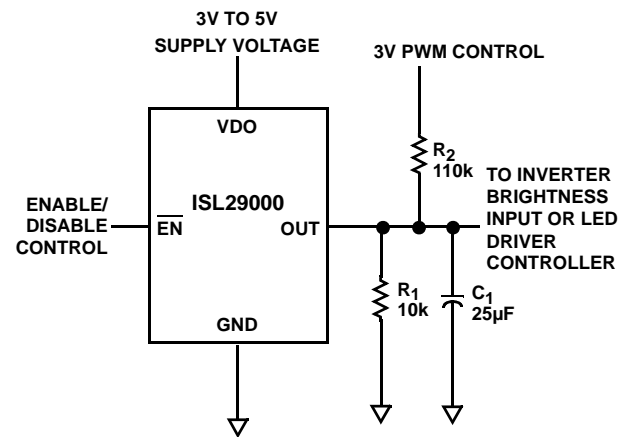 3V TO 5V
SUPPLY VOLTAGE
3V PWM CONTROL
VDO
R2
110k
TO INVERTER
BRIGHTNESS
INPUT OR LED
DRIVER
CONTROLLER
ENABLE/
DISABLE
CONTROL
ISL29000
EN
OUT
R1
10k
C1
25µF
GND